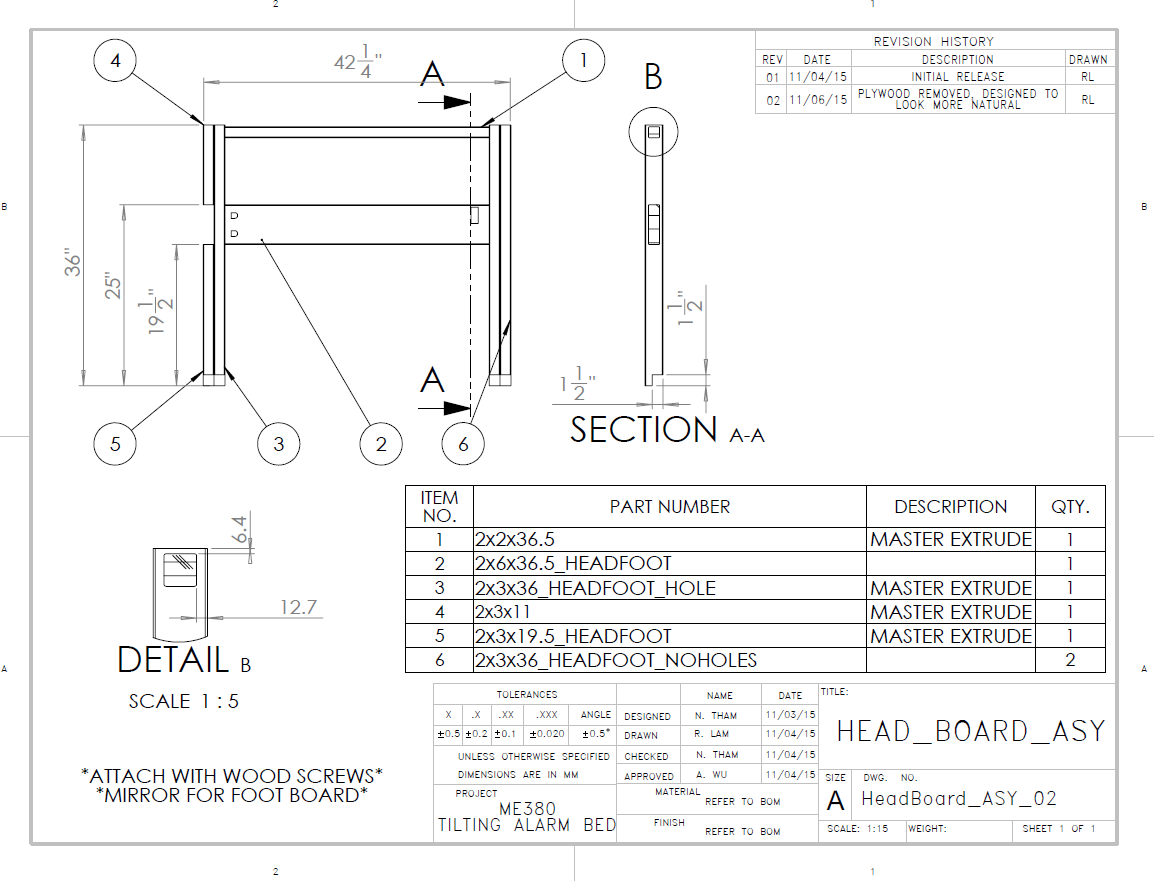 2 1
REVISION HISTORY
REV DATE DESCRIPTION DRAWN
01 11/04/15 INITIAL RELEASE RL
02 11/06/15 PLYWOOD REMOVED, DESIGNED TO
LOOK MORE NATURAL RL
4
42 1/4"
A
1
B
B B
36"
25"
19 1/2"
D
D
1 1/2"
A
1 1/2"
SECTION A-A
5 3 2 6
6.4
12.7
DETAIL B
SCALE 1 : 5
*ATTACH WITH WOOD SCREWS*
*MIRROR FOR FOOT BOARD*
ITEM
NO. PART NUMBER DESCRIPTION QTY.
1 2x2x36.5 MASTER EXTRUDE 1
2 2x6x36.5_HEADFOOT 1
3 2x3x36_HEADFOOT_HOLE MASTER EXTRUDE 1
4 2x3x11 MASTER EXTRUDE 1
5 2x3x19.5_HEADFOOT MASTER EXTRUDE 1
6 2x3x36_HEADFOOT_NOHOLES 2
A A
TOLERANCES
X .X .XX .XXX ANGLE
±0.5 ±0.2 ±0.1 ±0.020 ±0.5°
UNLESS OTHERWISE SPECIFIED
DIMENSIONS ARE IN MM
PROJECT
ME380
TILTING ALARM BED
NAME DATE
DESIGNED N. THAM 11/03/15
DRAWN R. LAM 11/04/15
CHECKED N. THAM 11/04/15
APPROVED A. WU 11/04/15
MATERIAL
REFER TO BOM
FINISH
REFER TO BOM
TITLE:
HEAD_BOARD_ASY
SIZE DWG. NO.
A HeadBoard_ASY_02
SCALE: 1:15 WEIGHT: SHEET 1 OF 1
2 1